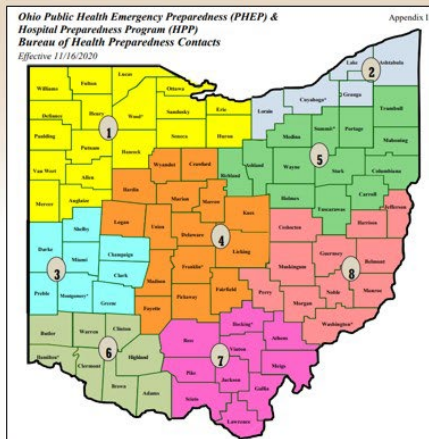 Ohio Public Health Emergency Preparedness (PHEP) & Appendix I
Hospital Preparedness Program (HPP)
Bureau of Health Preparedness Contacts
Effective 11/16/2020
Lake Ashtabula
2
Lucas
Williams Fulton Ottawa
Geauga
Cuyahoga*
Henry Wood* Sandusky Erie Lorain
Defiance
Trumbull
1
Summit* Portage
Paulding Seneca Huron Medina
Putnam
Mahoning
Hancock
5
Van Wert Allen Wyandot Crawford Richland Ashland Wayne Stark Columbiana
Hardin
Mercer Auglaize Marion Morrow Holmes Carroll
Jefferson
Logan Union Knox Tuscarawas Harrison
Shelby
Coshocton
Darke
4
Delaware
Miami Champaign
Licking Guernsey Belmont
3
Clark
8
Franklin* Muskingum
Preble Montgomery* Madison
Fairfield Perry Noble Monroe
Greene Pickaway
Fayette Morgan
Washington*
Butler Warren Clinton
Hocking*
Ross Athens
Hamilton* 6 Highland Vinton
Clermont
7
Pike Meigs
Jackson
Brown Adams
Scioto Gallia
Lawrence